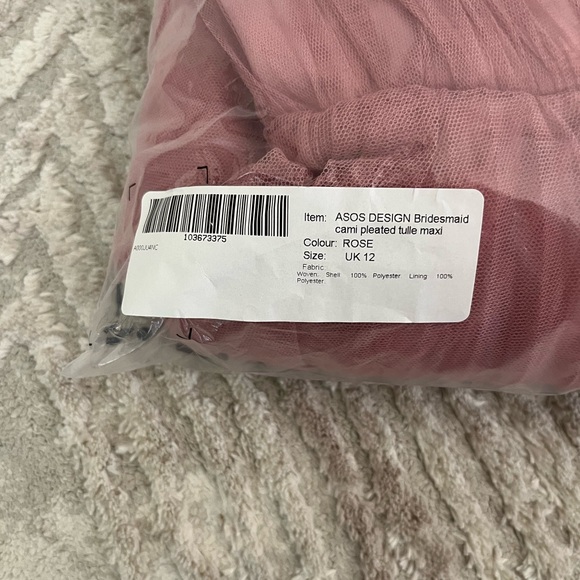 103673375
Item: ASOS DESIGN Bridesmaid
cami pleated tulle maxi
Colour: ROSE
Size: UK 12
Fabric:
Woven. Shell 100% Polyester. Lining 100%
Polyester.